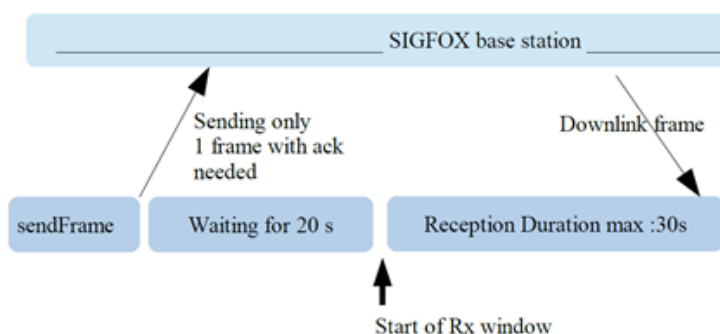 SIGFOX base station
Sending only
1 frame with ack
needed
Downlink frame
sendFrame
Waiting for 20 s
Reception Duration max :30s
Start of Rx window